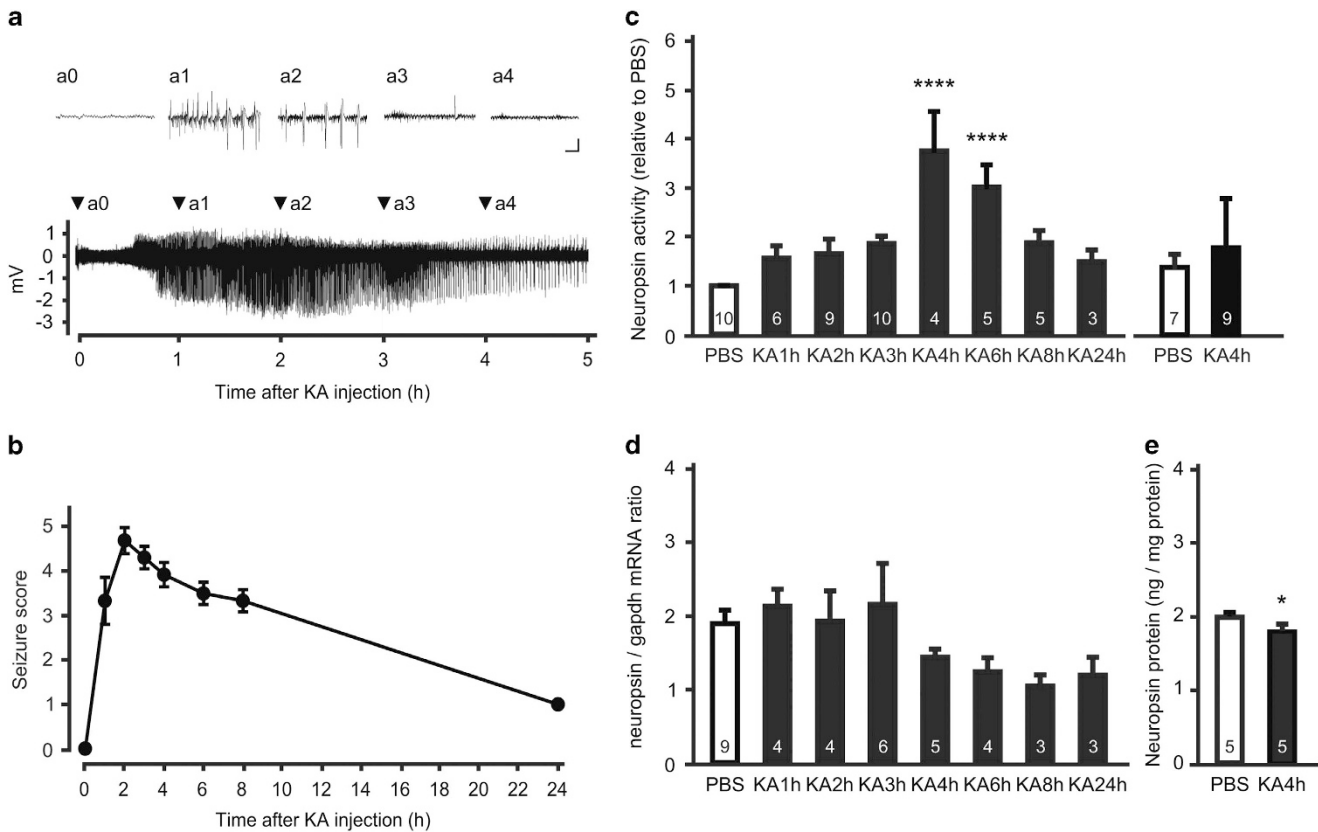 a
a0 a1 a2 a3 a4
▼a0 ▼a1 ▼a2 ▼a3 ▼a4
mV
1
0
-1
-2
-3
0 1 2 3 4 5
Time after KA injection (h)
b
Seizure score
5
4
3
2
1
0
0 2 4 6 8 10 12 14 16 18 20 22 24
Time after KA injection (h)
c
Neuropsin activity (relative to PBS)
6
5
4
3
2
1
0
**** ****
10 6 9 10 4 5 5 3 7 9
PBS KA1h KA2h KA3h KA4h KA6h KA8h KA24h PBS KA4h
d
neuropsin / gapdh mRNA ratio
4
3
2
1
0
9 4 4 6 5 4 3 3
PBS KA1h KA2h KA3h KA4h KA6h KA8h KA24h
e
Neuropsin protein (ng / mg protein)
4
3
2
1
0
*
5 5
PBS KA4h